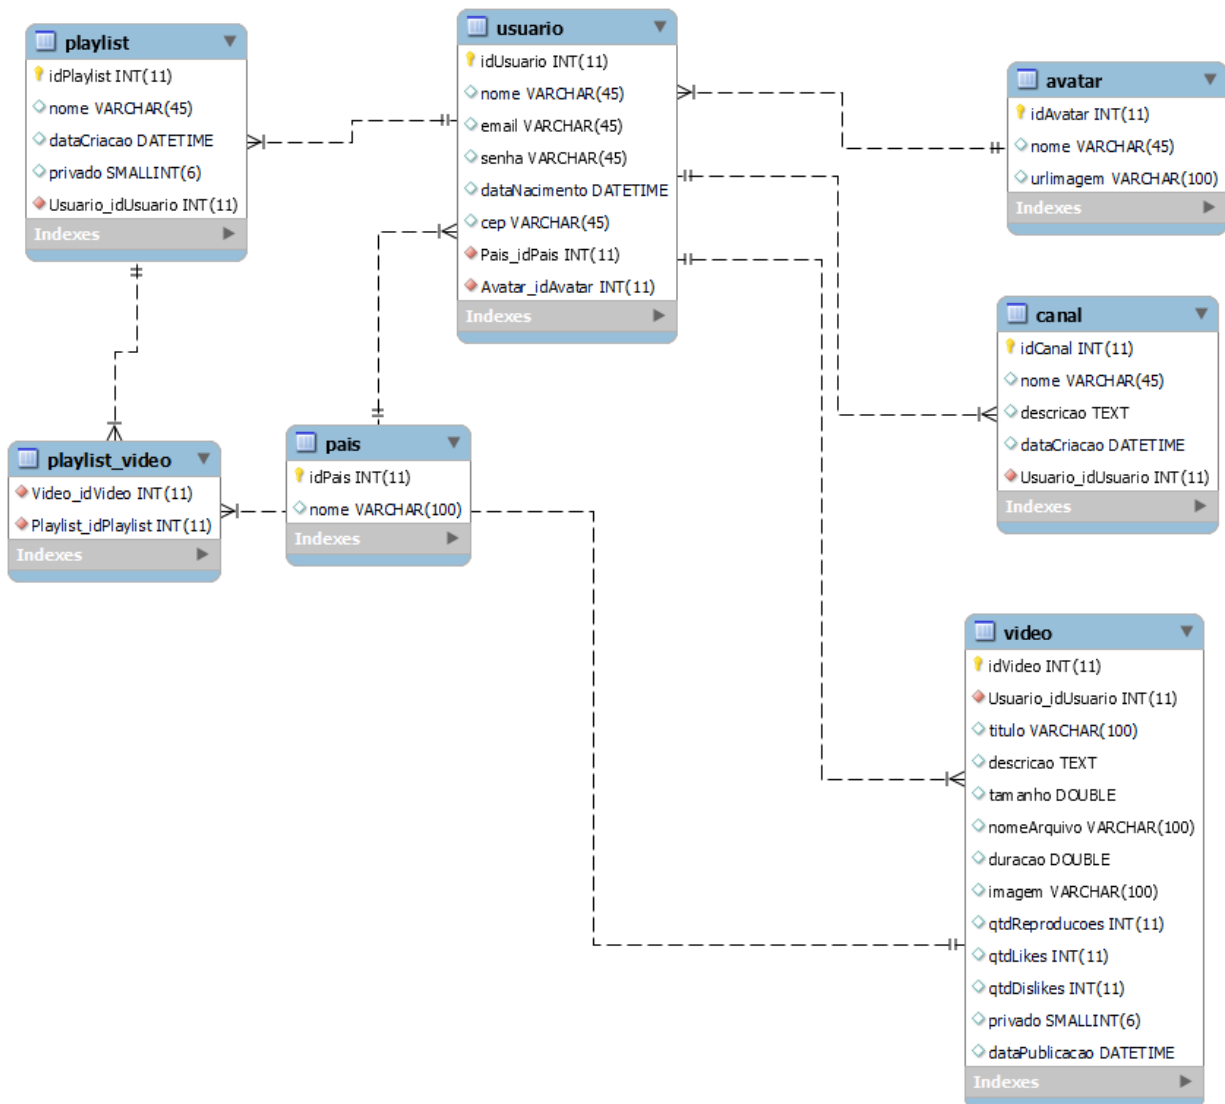 playlist
idPlaylist INT(11)
nome VARCHAR(45)
dataCriacao DATETIME
privado SMALLINT(6)
Usuario_idUsuario INT(11)
Indexes
usuario
idUsuario INT(11)
nome VARCHAR(45)
email VARCHAR(45)
senha VARCHAR(45)
dataNacimento DATETIME
cep VARCHAR(45)
Pais_idPais INT(11)
Avatar_idAvatar INT(11)
Indexes
avatar
idAvatar INT(11)
nome VARCHAR(45)
urlimagem VARCHAR(100)
Indexes
canal
idCanal INT(11)
nome VARCHAR(45)
descricao TEXT
dataCriacao DATETIME
Usuario_idUsuario INT(11)
Indexes
playlist_video
Video_idVideo INT(11)
Playlist_idPlaylist INT(11)
Indexes
pais
idPais INT(11)
nome VARCHAR(100)
Indexes
video
idVideo INT(11)
Usuario_idUsuario INT(11)
titulo VARCHAR(100)
descricao TEXT
tamanho DOUBLE
nomeArquivo VARCHAR(100)
duracao DOUBLE
imagem VARCHAR(100)
qtdReproducoes INT(11)
qtdLikes INT(11)
qtdDislikes INT(11)
privado SMALLINT(6)
dataPublicacao DATETIME
Indexes